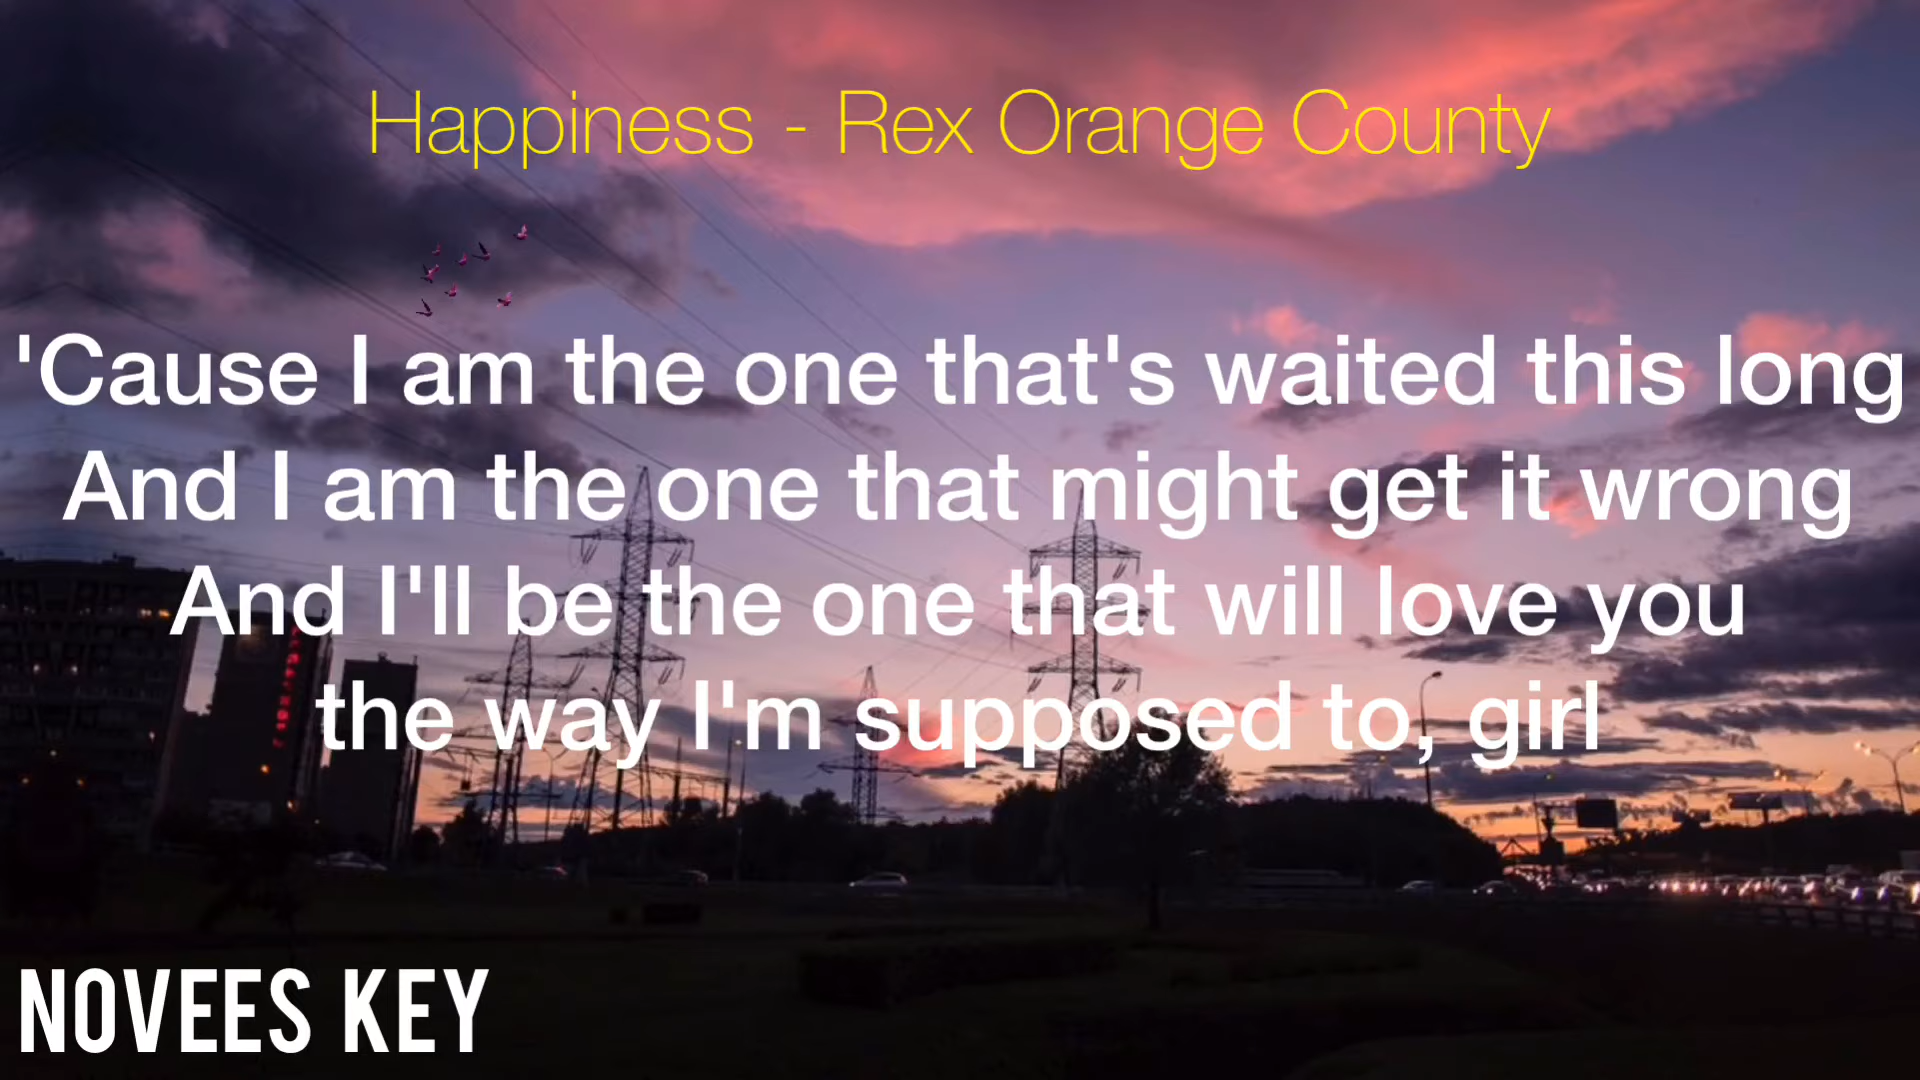 Happiness - Rex Orange County
'Cause I am the one that's waited this long
And I am the one that might get it wrong
And I'll be the one that will love you
the way I'm supposed to, girl
NOVEES KEY